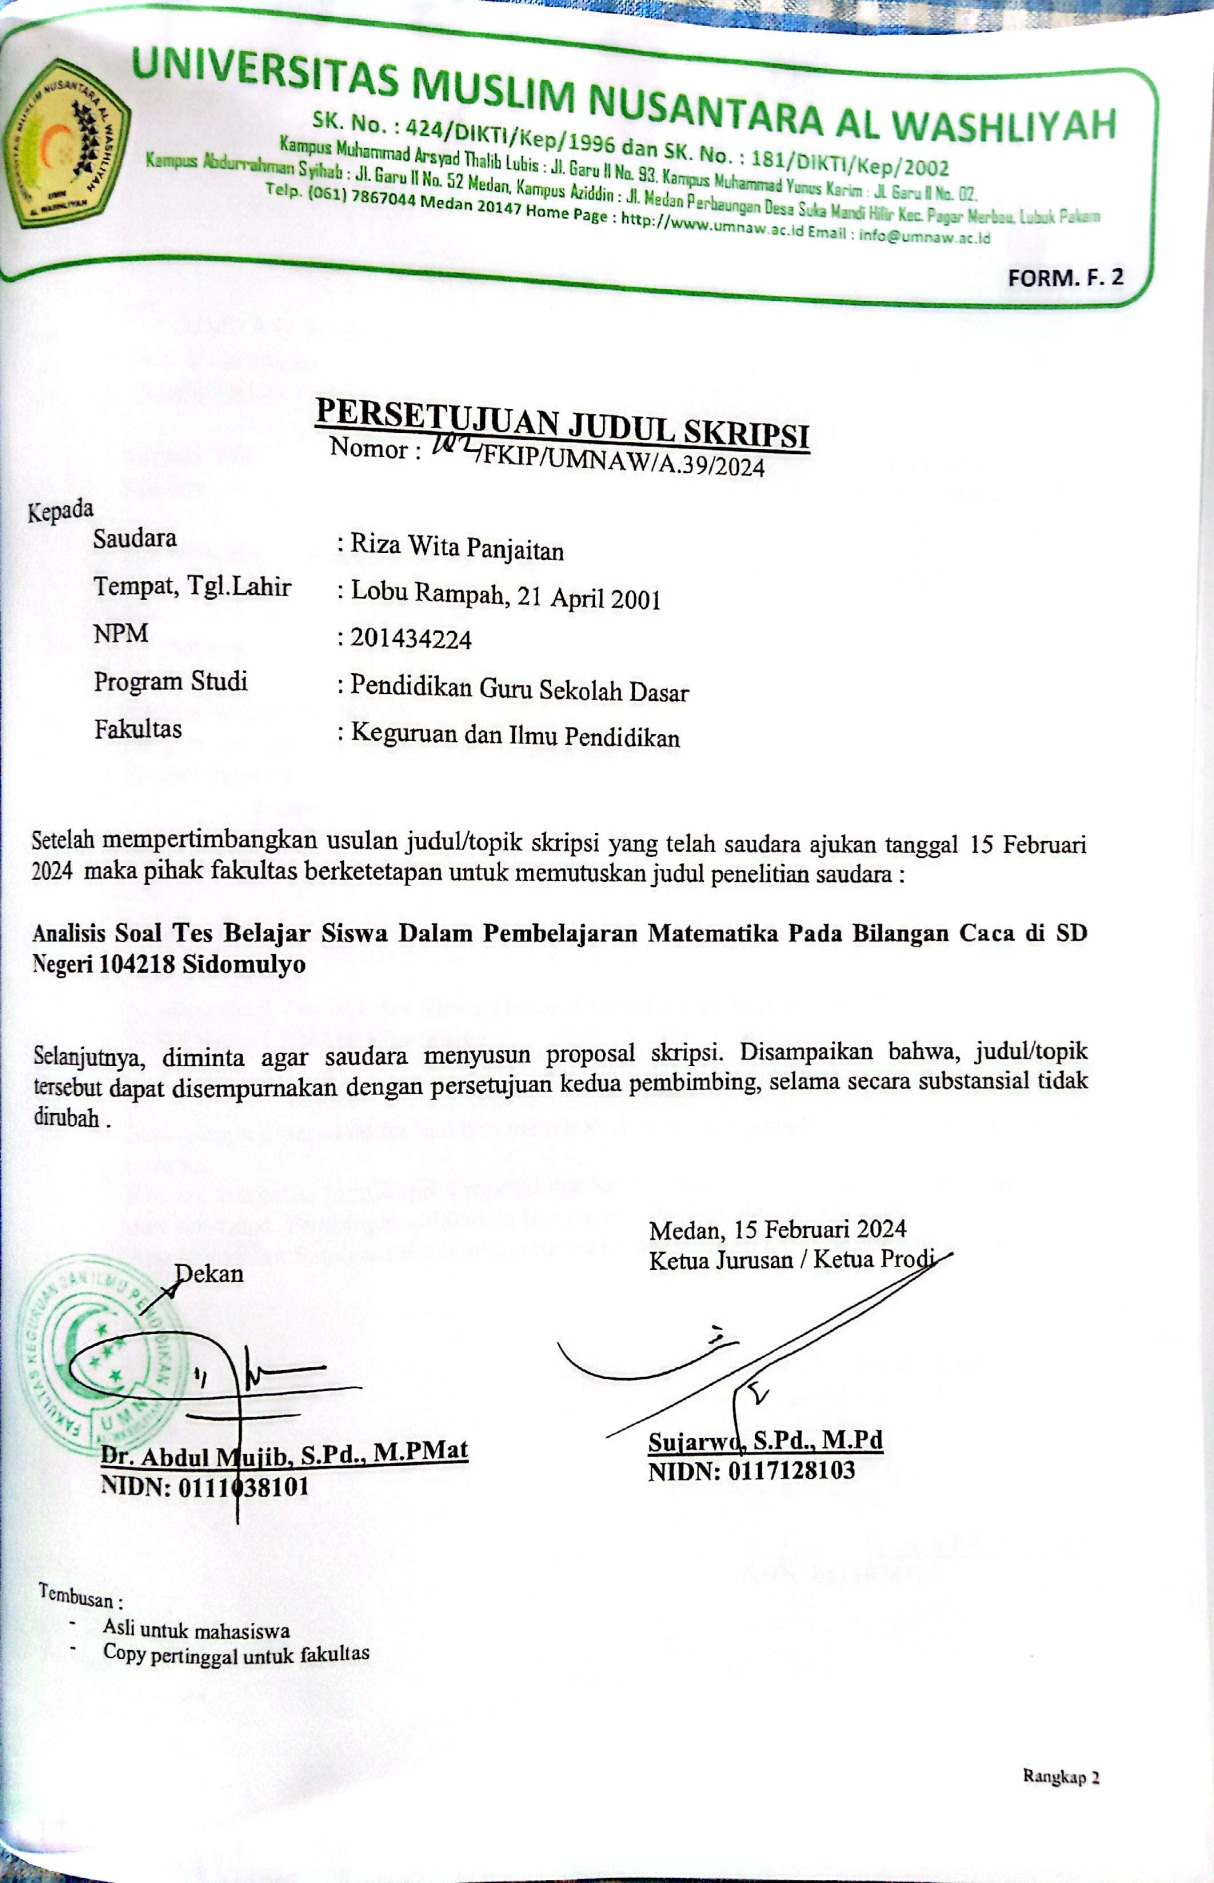 UNIVERSITAS MUSLIM NUSANTARA AL WASHLIYAH
SK. No. : 424/DIKTI/Kep/1996 dan SK. No. : 181/DIKTI/Kep/2002
Kampus Muhammad Arsyad Thalib Lubis : Jl. Garu II No. 93, Kampus Muhammad Yunus Karim : Jl. Garu II No. 02,
Kampus Abdurrahman Syihab : Jl. Garu II No. 52 Medan, Kampus Aziddin : Jl. Medan Perbaungan Desa Suka Mandi Hilir Kec. Pagar Merbau, Lubuk Pakam
Telp. (061) 7867044 Medan 20147 Home Page : http://www.umnaw.ac.id Email : info@umnaw.ac.id
FORM. F. 2
PERSETUJUAN JUDUL SKRIPSI
Nomor : /FKIP/UMNAW/A.39/2024
Kepada
Saudara : Riza Wita Panjaitan
Tempat, Tgl.Lahir : Lobu Rampah, 21 April 2001
NPM : 201434224
Program Studi : Pendidikan Guru Sekolah Dasar
Fakultas : Keguruan dan Ilmu Pendidikan
Setelah mempertimbangkan usulan judul/topik skripsi yang telah saudara ajukan tanggal 15 Februari
2024 maka pihak fakultas berketetapan untuk memutuskan judul penelitian saudara :
Analisis Soal Tes Belajar Siswa Dalam Pembelajaran Matematika Pada Bilangan Caca di SD
Negeri 104218 Sidomulyo
Selanjutnya, diminta agar saudara menyusun proposal skripsi. Disampaikan bahwa, judul/topik
tersebut dapat disempurnakan dengan persetujuan kedua pembimbing, selama secara substansial tidak
dirubah .
Medan, 15 Februari 2024
Ketua Jurusan / Ketua Prodi
Dekan
FAKULTAS KEGURUAN DAN ILMU PENDIDIKAN
UMN
AL WASHLIYAH
Dr. Abdul Mujib, S.Pd., M.PMat
NIDN: 0111038101
Sujarwo, S.Pd., M.Pd
NIDN: 0117128103
Tembusan :
- Asli untuk mahasiswa
- Copy pertinggal untuk fakultas
Rangkap 2